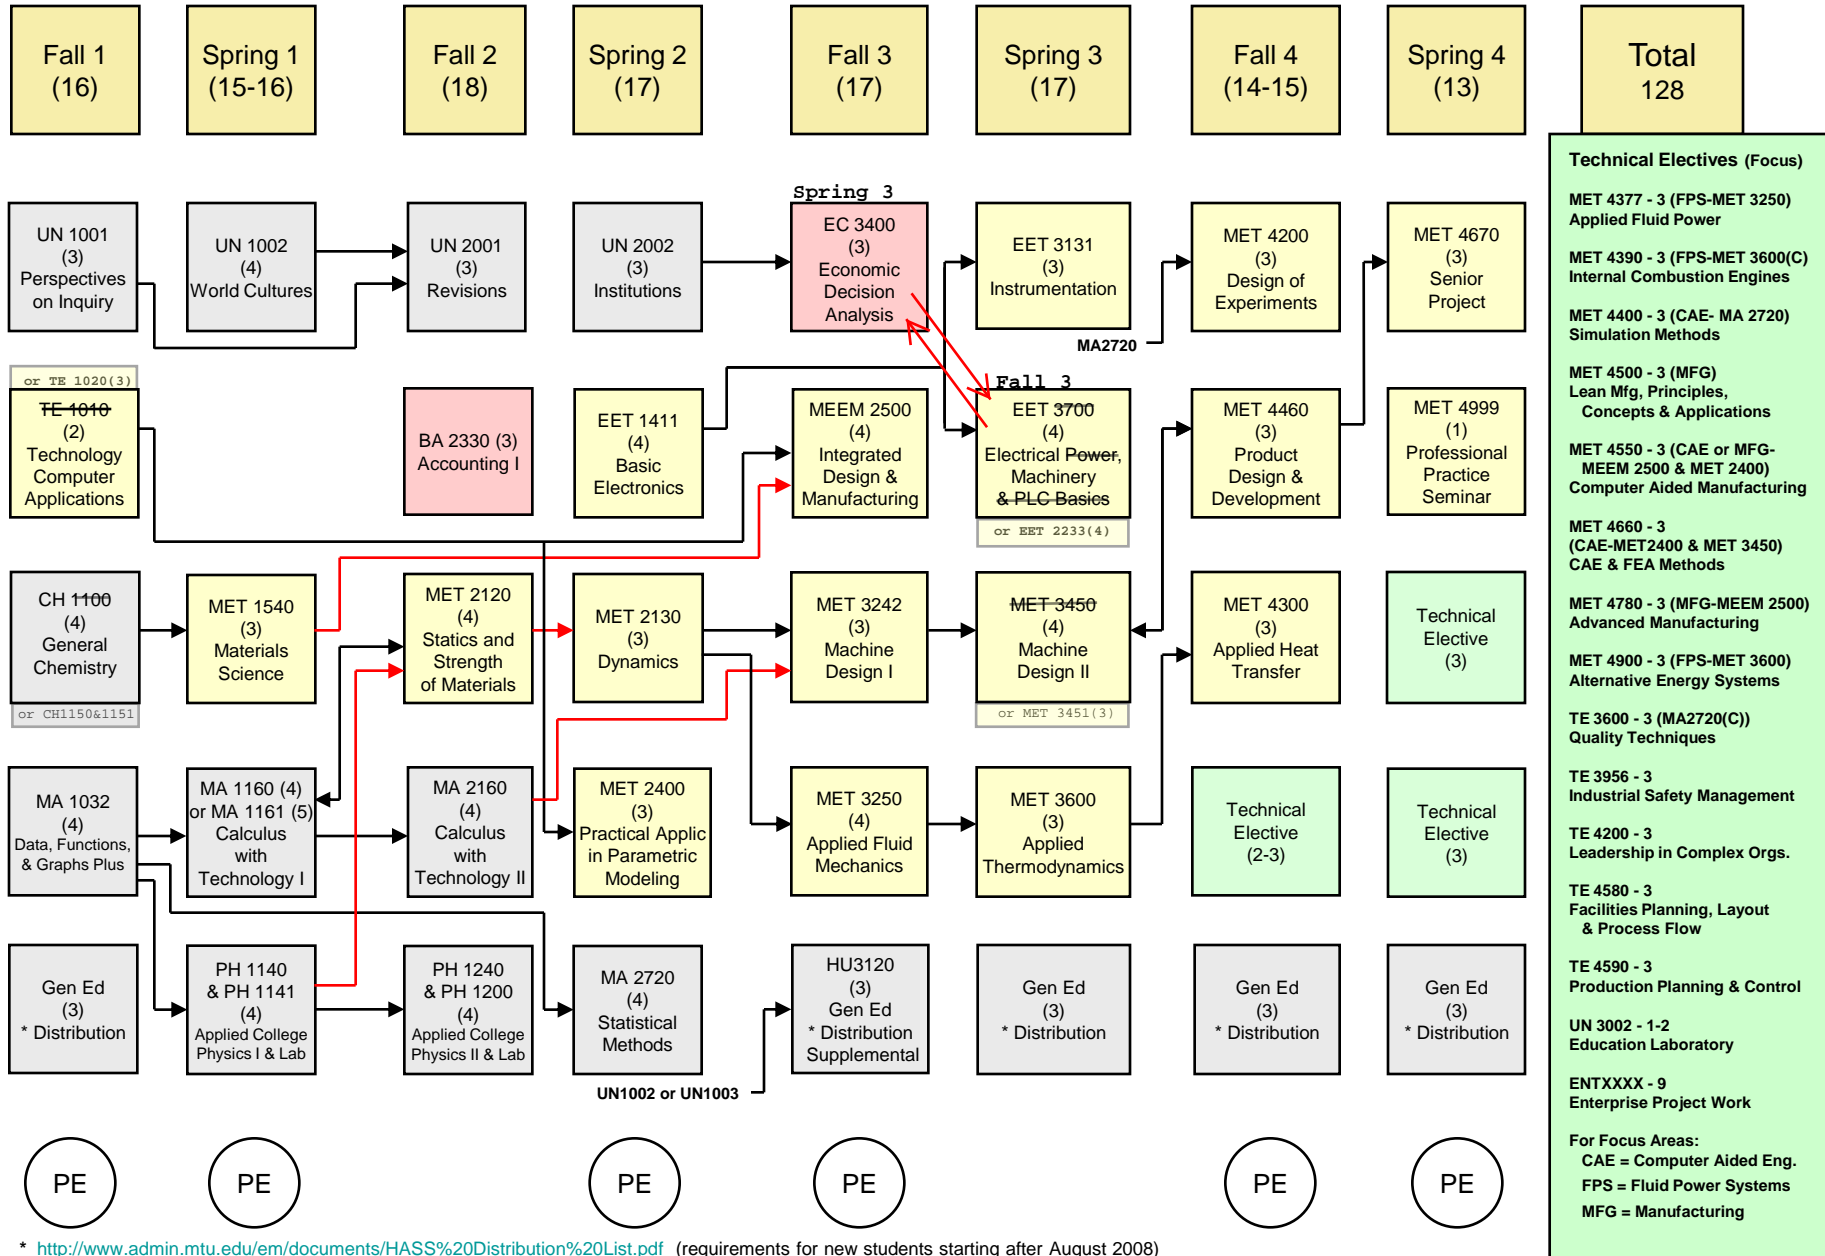 Fall 1
(16)
Spring 1
(15-16)
Fall 2
(18)
Spring 2
(17)
Fall 3
(17)
Spring 3
(17)
Fall 4
(14-15)
Spring 4
(13)
Total
128
UN 1001
(3)
Perspectives
on Inquiry
UN 1002
(4)
World Cultures
UN 2001
(3)
Revisions
UN 2002
(3)
Institutions
Spring 3
EC 3400
(3)
Economic
Decision
Analysis
EET 3131
(3)
Instrumentation
MA2720
MET 4200
(3)
Design of
Experiments
MET 4670
(3)
Senior
Project
or TE 1020(3)
TE 1010
(2)
Technology
Computer
Applications
BA 2330 (3)
Accounting I
EET 1411
(4)
Basic
Electronics
MEEM 2500
(4)
Integrated
Design &
Manufacturing
Fall 3
EET 3700
(4)
Electrical Power,
Machinery
& PLC Basics
or EET 2233(4)
MET 4460
(3)
Product
Design &
Development
MET 4999
(1)
Professional
Practice
Seminar
CH 1100
(4)
General
Chemistry
or CH1150&1151
MET 1540
(3)
Materials
Science
MET 2120
(4)
Statics and
Strength
of Materials
MET 2130
(3)
Dynamics
MET 3242
(3)
Machine
Design I
MET 3450
(4)
Machine
Design II
or MET 3451(3)
MET 4300
(3)
Applied Heat
Transfer
Technical
Elective
(3)
MA 1032
(4)
Data, Functions,
& Graphs Plus
MA 1160 (4)
or MA 1161 (5)
Calculus
with
Technology I
MA 2160
(4)
Calculus
with
Technology II
MET 2400
(3)
Practical Applic
in Parametric
Modeling
MET 3250
(4)
Applied Fluid
Mechanics
MET 3600
(3)
Applied
Thermodynamics
Technical
Elective
(2-3)
Technical
Elective
(3)
Gen Ed
(3)
* Distribution
PH 1140
& PH 1141
(4)
Applied College
Physics I & Lab
PH 1240
& PH 1200
(4)
Applied College
Physics II & Lab
MA 2720
(4)
Statistical
Methods
UN1002 or UN1003
HU3120
(3)
Gen Ed
* Distribution
Supplemental
Gen Ed
(3)
* Distribution
Gen Ed
(3)
* Distribution
Gen Ed
(3)
* Distribution
PE
PE
PE
PE
PE
PE
Technical Electives (Focus)
MET 4377 - 3 (FPS-MET 3250)
Applied Fluid Power
MET 4390 - 3 (FPS-MET 3600(C)
Internal Combustion Engines
MET 4400 - 3 (CAE- MA 2720)
Simulation Methods
MET 4500 - 3 (MFG)
Lean Mfg, Principles,
Concepts & Applications
MET 4550 - 3 (CAE or MFG-
MEEM 2500 & MET 2400)
Computer Aided Manufacturing
MET 4660 - 3
(CAE-MET2400 & MET 3450)
CAE & FEA Methods
MET 4780 - 3 (MFG-MEEM 2500)
Advanced Manufacturing
MET 4900 - 3 (FPS-MET 3600)
Alternative Energy Systems
TE 3600 - 3 (MA2720(C))
Quality Techniques
TE 3956 - 3
Industrial Safety Management
TE 4200 - 3
Leadership in Complex Orgs.
TE 4580 - 3
Facilities Planning, Layout
& Process Flow
TE 4590 - 3
Production Planning & Control
UN 3002 - 1-2
Education Laboratory
ENTXXXX - 9
Enterprise Project Work
For Focus Areas:
CAE = Computer Aided Eng.
FPS = Fluid Power Systems
MFG = Manufacturing
* http://www.admin.mtu.edu/em/documents/HASS%20Distribution%20List.pdf (requirements for new students starting after August 2008)